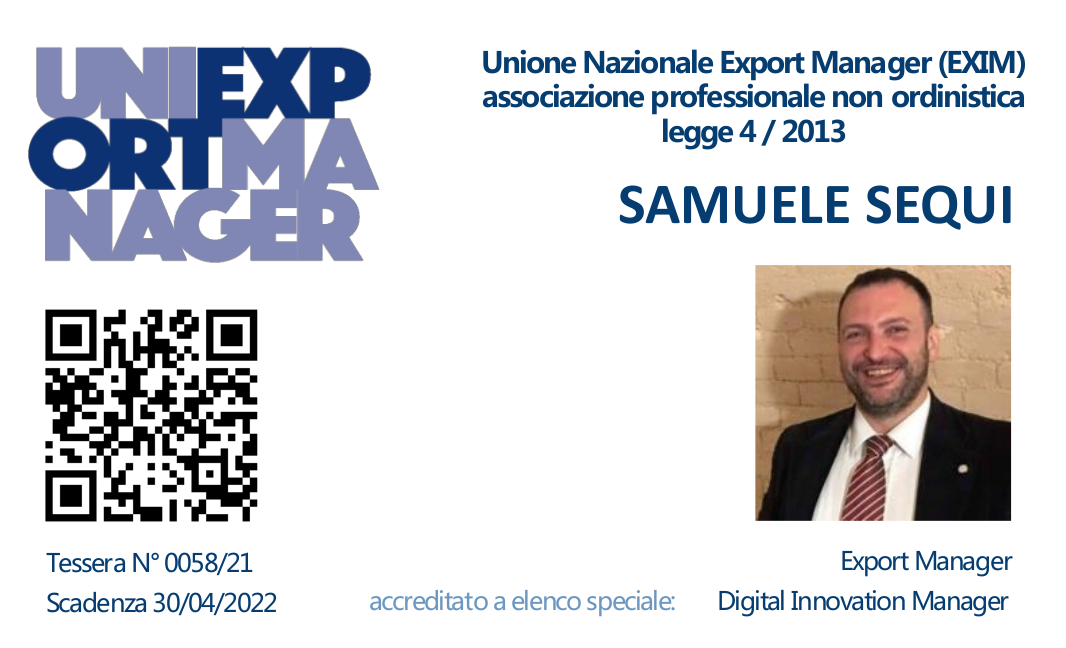 UNIEXP
ORTMA
NAGER
Unione Nazionale Export Manager (EXIM)
associazione professionale non ordinistica
legge 4 / 2013
SAMUELE SEQUI
Tessera N° 0058/21
Scadenza 30/04/2022
Export Manager
accreditato a elenco speciale: Digital Innovation Manager